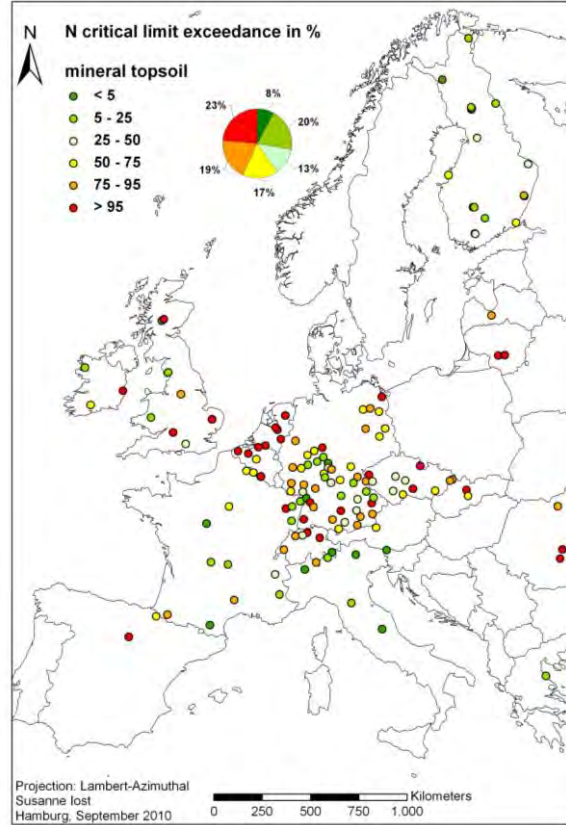 N
N critical limit exceedance in %
mineral topsoil
< 5
5 - 25
25 - 50
50 - 75
75 - 95
> 95
8%
20%
13%
17%
19%
23%
Projection: Lambert-Azimuthal
Susanne Iost
Hamburg, September 2010
Kilometers
0 250 500 750 1.000